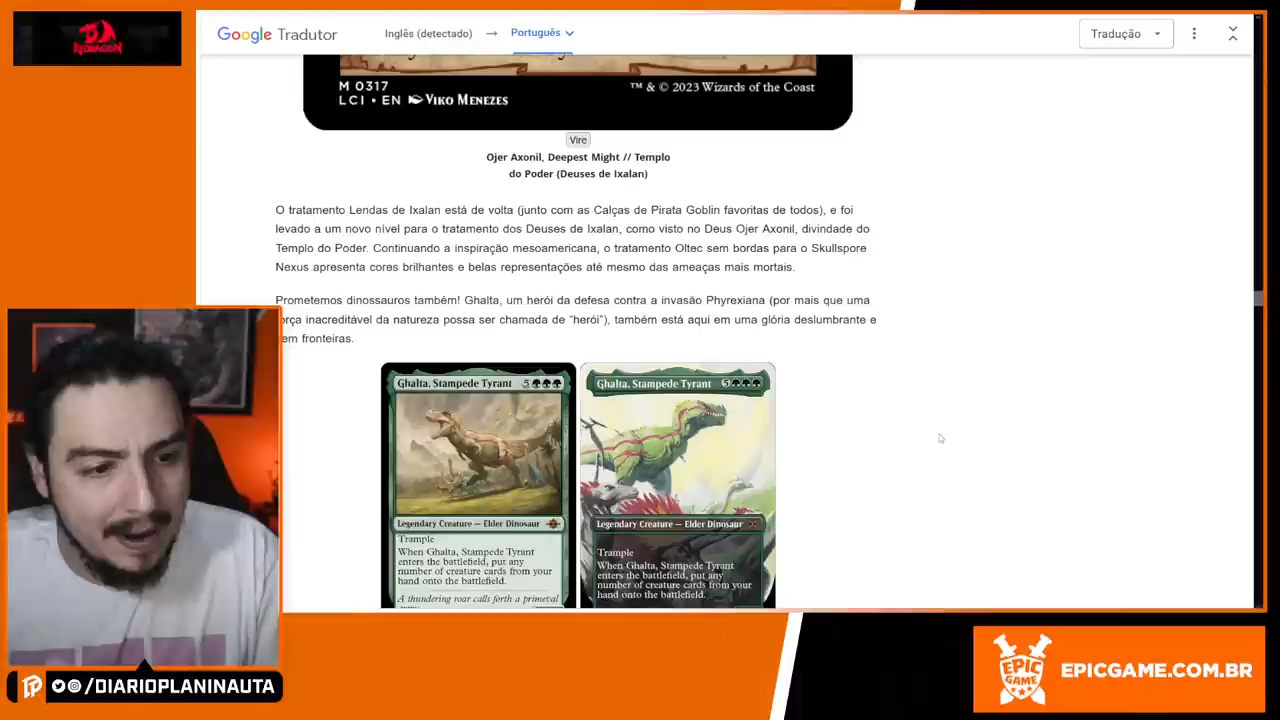 REDRAGON
Google Tradutor
Inglês (detectado)
→
Português
Tradução
M 0317
LCI • EN
VIKO MENEZES
™ & © 2023 Wizards of the Coast
Vire
Ojer Axonil, Deepest Might // Templo
do Poder (Deuses de Ixalan)
O tratamento Lendas de Ixalan está de volta (junto com as Calças de Pirata Goblin favoritas de todos), e foi
levado a um novo nível para o tratamento dos Deuses de Ixalan, como visto no Deus Ojer Axonil, divindade do
Templo do Poder. Continuando a inspiração mesoamericana, o tratamento Oltec sem bordas para o Skullspore
Nexus apresenta cores brilhantes e belas representações até mesmo das ameaças mais mortais.
Prometemos dinossauros também! Ghalta, um herói da defesa contra a invasão Phyrexiana (por mais que uma
orça inacreditável da natureza possa ser chamada de “herói”), também está aqui em uma glória deslumbrante e
em fronteiras.
Ghalta, Stampede Tyrant 5
Legendary Creature — Elder Dinosaur
Trample
When Ghalta, Stampede Tyrant
enters the battlefield, put any
number of creature cards from your
hand onto the battlefield.
A thundering roar calls forth a primeval
Ghalta, Stampede Tyrant 5
Legendary Creature — Elder Dinosaur
Trample
When Ghalta, Stampede Tyrant
enters the battlefield, put any
number of creature cards from your
hand onto the battlefield.
/DIARIOPLANINAUTA
EPIC
GAME
EPICGAME.COM.BR